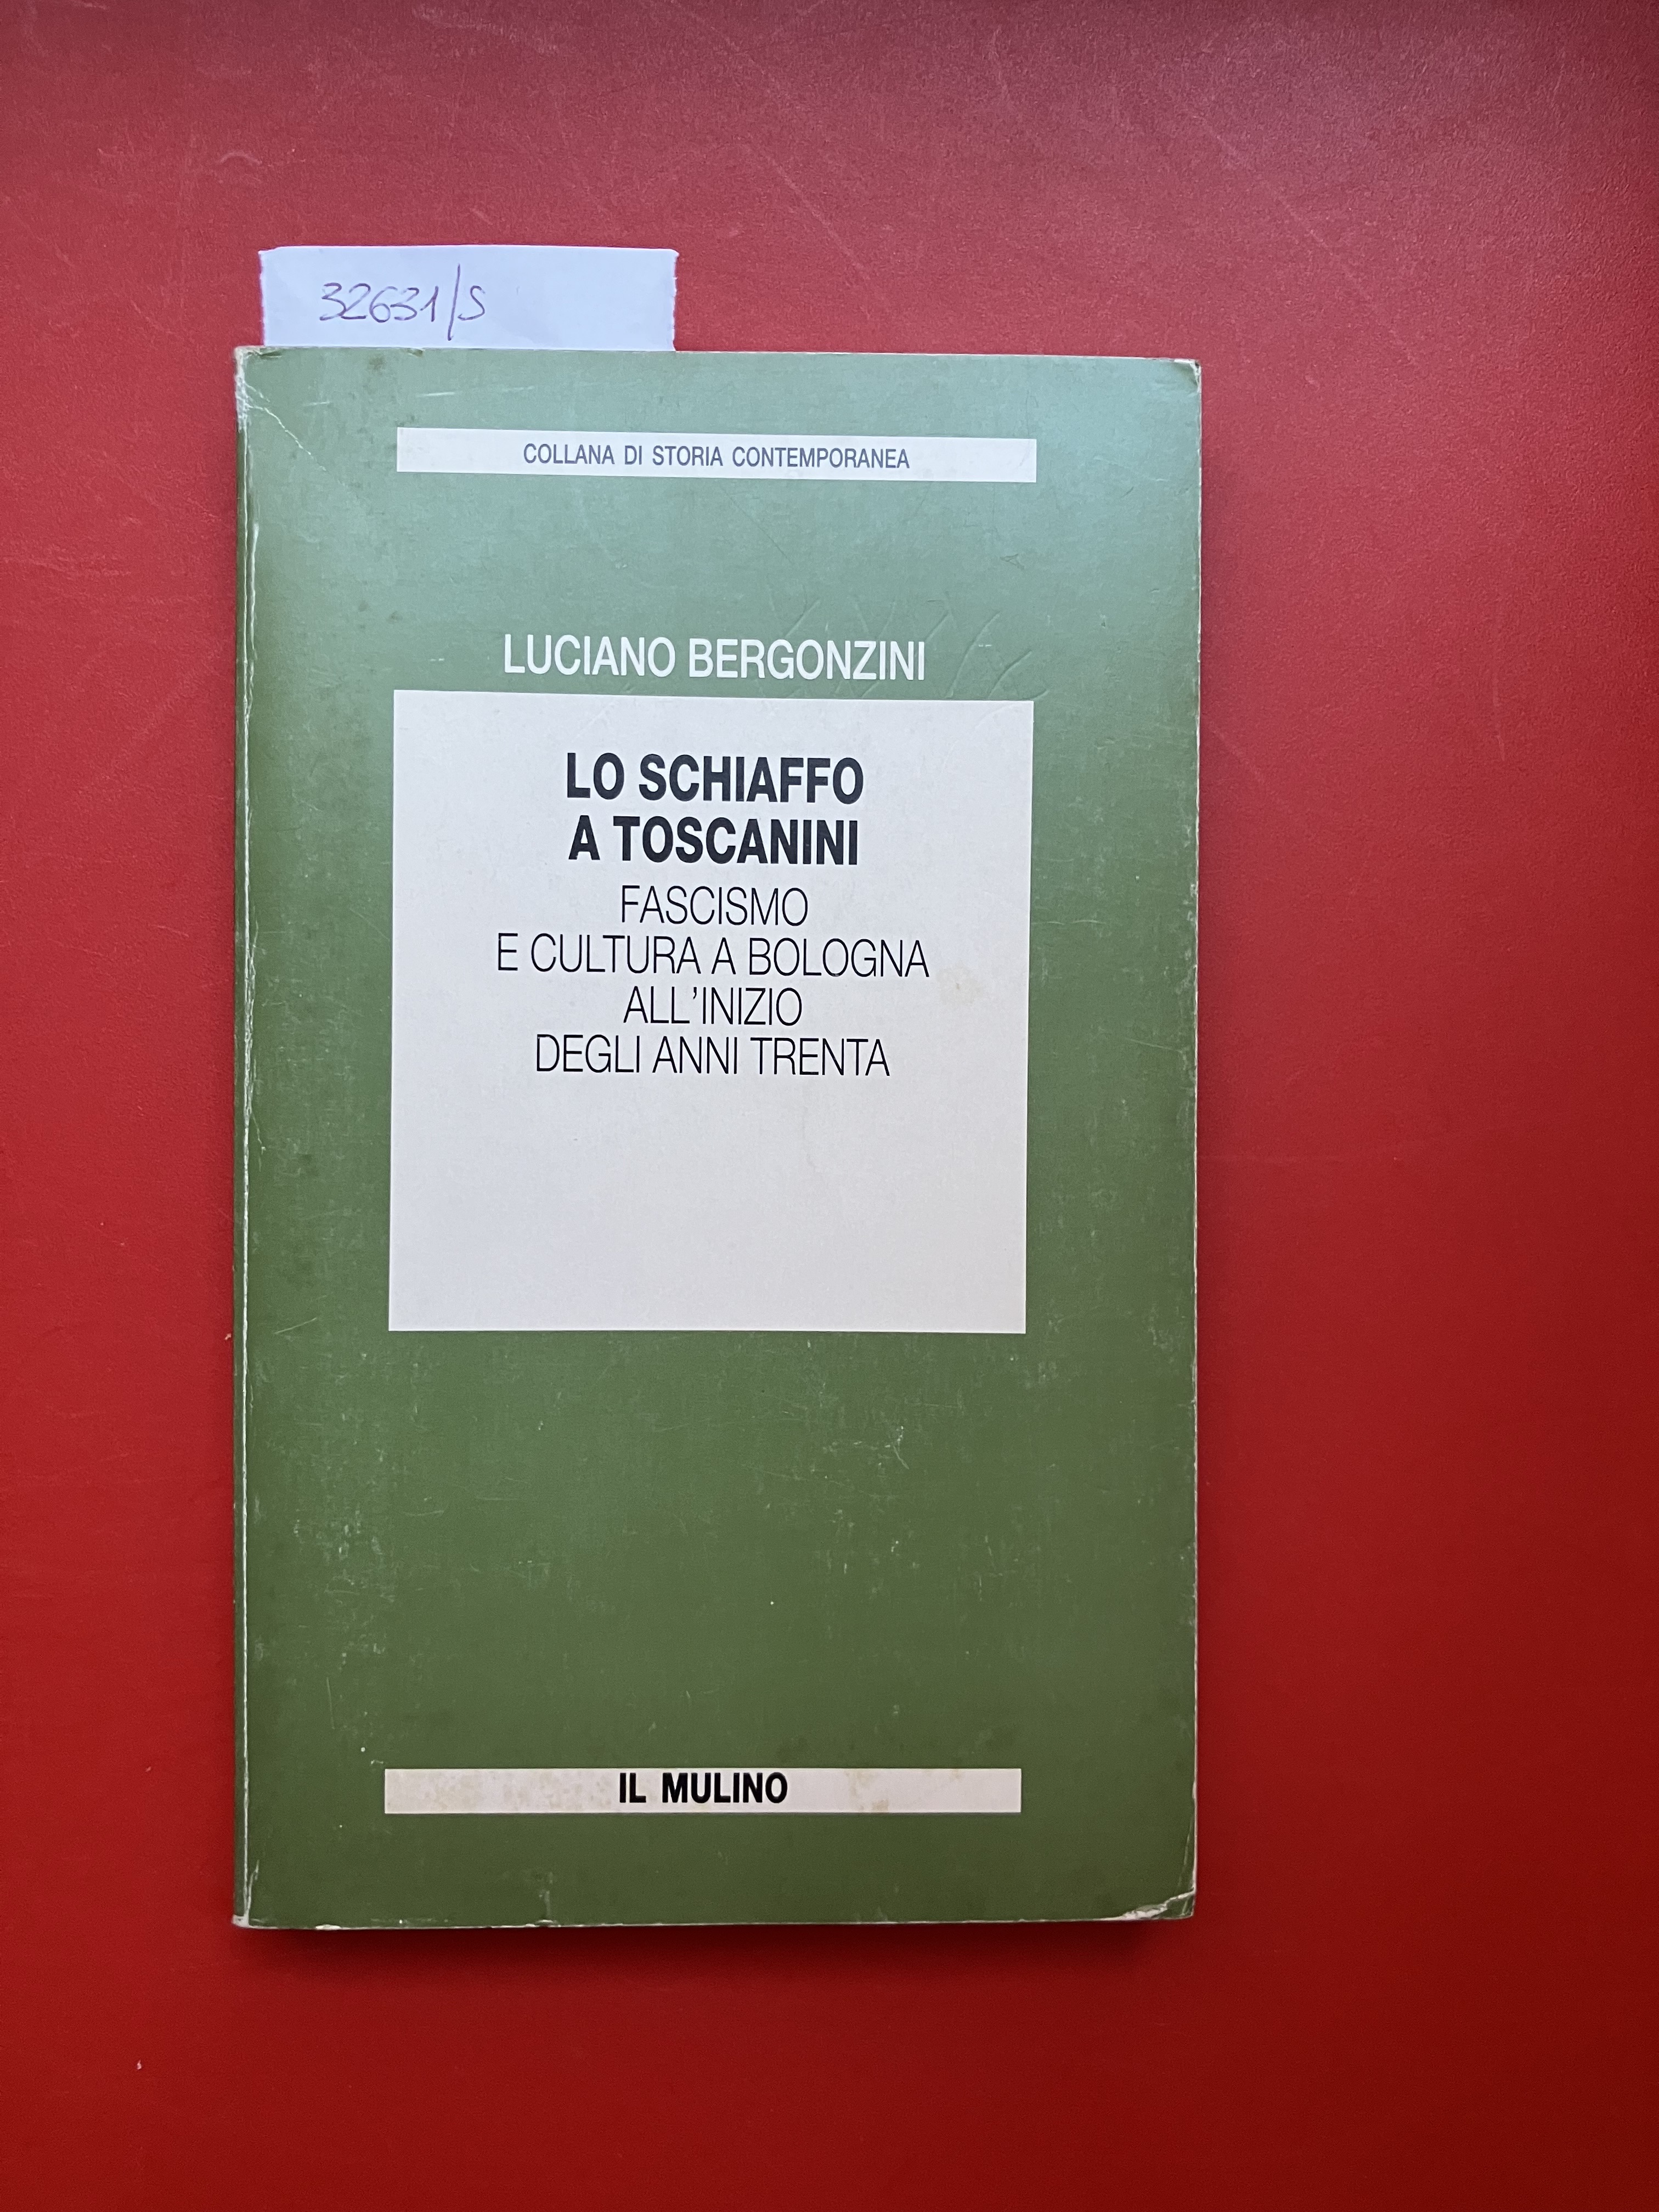 32631/S
COLLANA DI STORIA CONTEMPORANEA
LUCIANO BERGONZINI
LO SCHIAFFO
A TOSCANINI
FASCISMO
E CULTURA A BOLOGNA
ALL'INIZIO
DEGLI ANNI TRENTA
IL MULINO